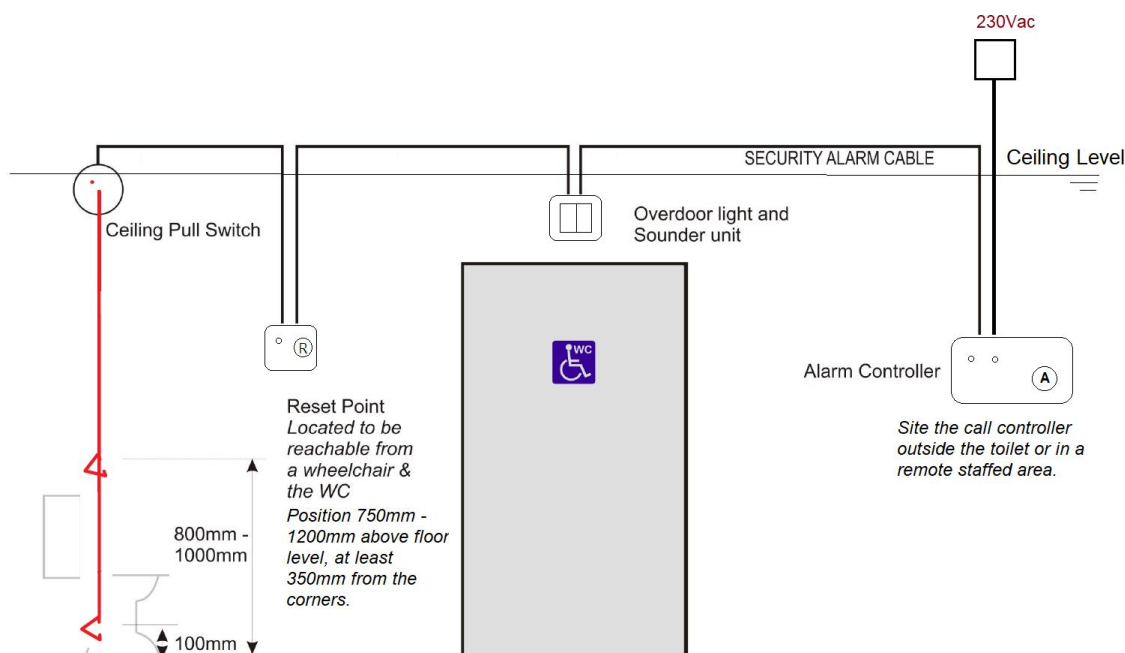 230Vac
SECURITY ALARM CABLE
Ceiling Level
Ceiling Pull Switch
Overdoor light and
Sounder unit
R
WC
Alarm Controller
A
Reset Point
Located to be
reachable from
a wheelchair &
the WC
Position 750mm -
1200mm above floor
level, at least
350mm from the
corners.
Site the call controller
outside the toilet or in a
remote staffed area.
800mm -
1000mm
100mm